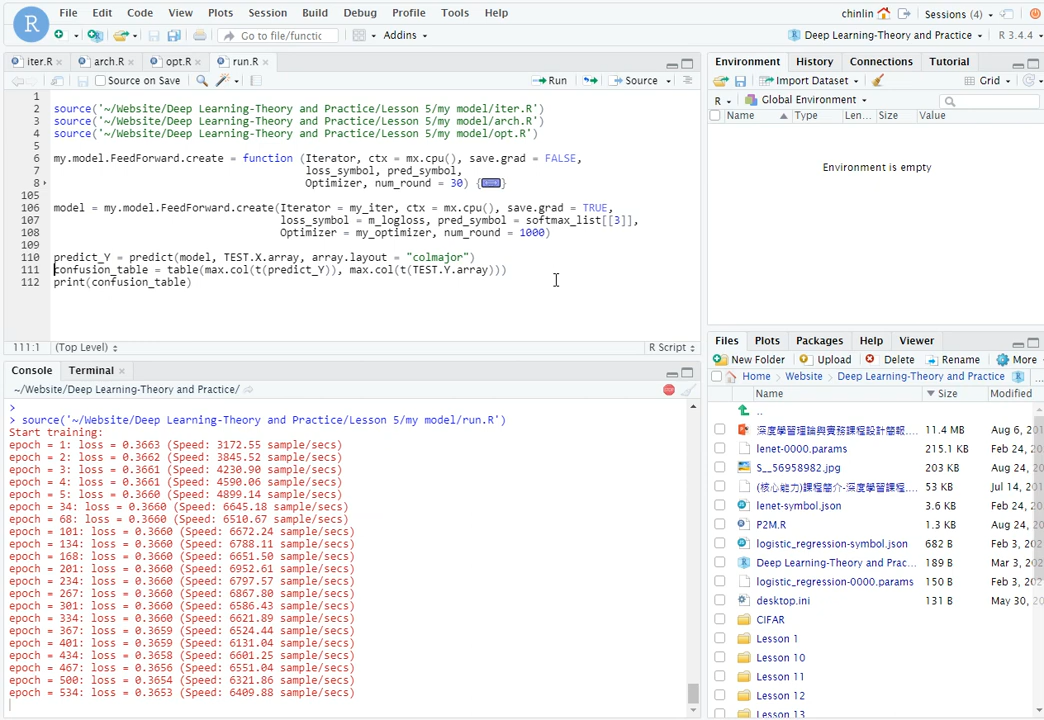 R File Edit Code View Plots Session Build Debug Profile Tools Help chinlin Sessions (4)
Go to file/functic Addins Deep Learning-Theory and Practice R 3.4.4
iter.R × arch.R × opt.R × run.R ×
Source on Save Run Source
1
2 source('~/Website/Deep Learning-Theory and Practice/Lesson 5/my model/iter.R')
3 source('~/Website/Deep Learning-Theory and Practice/Lesson 5/my model/arch.R')
4 source('~/Website/Deep Learning-Theory and Practice/Lesson 5/my model/opt.R')
5
6 my.model.FeedForward.create = function (Iterator, ctx = mx.cpu(), save.grad = FALSE,
7 loss_symbol, pred_symbol,
8 Optimizer, num_round = 30) {
}
105
106 model = my.model.FeedForward.create(Iterator = my_iter, ctx = mx.cpu(), save.grad = TRUE,
107 loss_symbol = m_logloss, pred_symbol = softmax_list[[3]],
108 Optimizer = my_optimizer, num_round = 1000)
109
110 predict_Y = predict(model, TEST.X.array, array.layout = "colmajor")
111 confusion_table = table(max.col(t(predict_Y)), max.col(t(TEST.Y.array)))
112 print(confusion_table)
111:1 (Top Level) R Script
Console Terminal ×
~/Website/Deep Learning-Theory and Practice/
>
> source('~/Website/Deep Learning-Theory and Practice/Lesson 5/my model/run.R')
Start training:
epoch = 1: loss = 0.3663 (Speed: 3172.55 sample/secs)
epoch = 2: loss = 0.3662 (Speed: 3845.52 sample/secs)
epoch = 3: loss = 0.3661 (Speed: 4230.90 sample/secs)
epoch = 4: loss = 0.3661 (Speed: 4590.06 sample/secs)
epoch = 5: loss = 0.3660 (Speed: 4899.14 sample/secs)
epoch = 34: loss = 0.3660 (Speed: 6645.18 sample/secs)
epoch = 68: loss = 0.3660 (Speed: 6510.67 sample/secs)
epoch = 101: loss = 0.3660 (Speed: 6672.24 sample/secs)
epoch = 134: loss = 0.3660 (Speed: 6788.11 sample/secs)
epoch = 168: loss = 0.3660 (Speed: 6651.50 sample/secs)
epoch = 201: loss = 0.3660 (Speed: 6952.61 sample/secs)
epoch = 234: loss = 0.3660 (Speed: 6797.57 sample/secs)
epoch = 267: loss = 0.3660 (Speed: 6867.80 sample/secs)
epoch = 301: loss = 0.3660 (Speed: 6586.43 sample/secs)
epoch = 334: loss = 0.3660 (Speed: 6621.89 sample/secs)
epoch = 367: loss = 0.3659 (Speed: 6524.44 sample/secs)
epoch = 401: loss = 0.3659 (Speed: 6131.04 sample/secs)
epoch = 434: loss = 0.3658 (Speed: 6601.25 sample/secs)
epoch = 467: loss = 0.3656 (Speed: 6551.04 sample/secs)
epoch = 500: loss = 0.3654 (Speed: 6321.86 sample/secs)
epoch = 534: loss = 0.3653 (Speed: 6409.88 sample/secs)
Environment History Connections Tutorial
Import Dataset Grid
R Global Environment
Name Type Len... Size Value
Environment is empty
Files Plots Packages Help Viewer
New Folder Upload Delete Rename More
Home Website Deep Learning-Theory and Practice ...
Name Size Modified
..
深度學習理論與實務課程設計簡報.... 11.4 MB Aug 6, 201
lenet-0000.params 215.1 KB Feb 24, 20
S__56958982.jpg 203 KB Aug 24, 20
(核心能力)課程簡介-深度學習課程.... 53 KB Jul 14, 201
lenet-symbol.json 3.6 KB Feb 24, 20
P2M.R 1.3 KB Aug 24, 20
logistic_regression-symbol.json 682 B Feb 3, 202
Deep Learning-Theory and Prac... 189 B Mar 3, 202
logistic_regression-0000.params 150 B Feb 3, 202
desktop.ini 131 B May 30, 20
CIFAR
Lesson 1
Lesson 10
Lesson 11
Lesson 12
Lesson 13